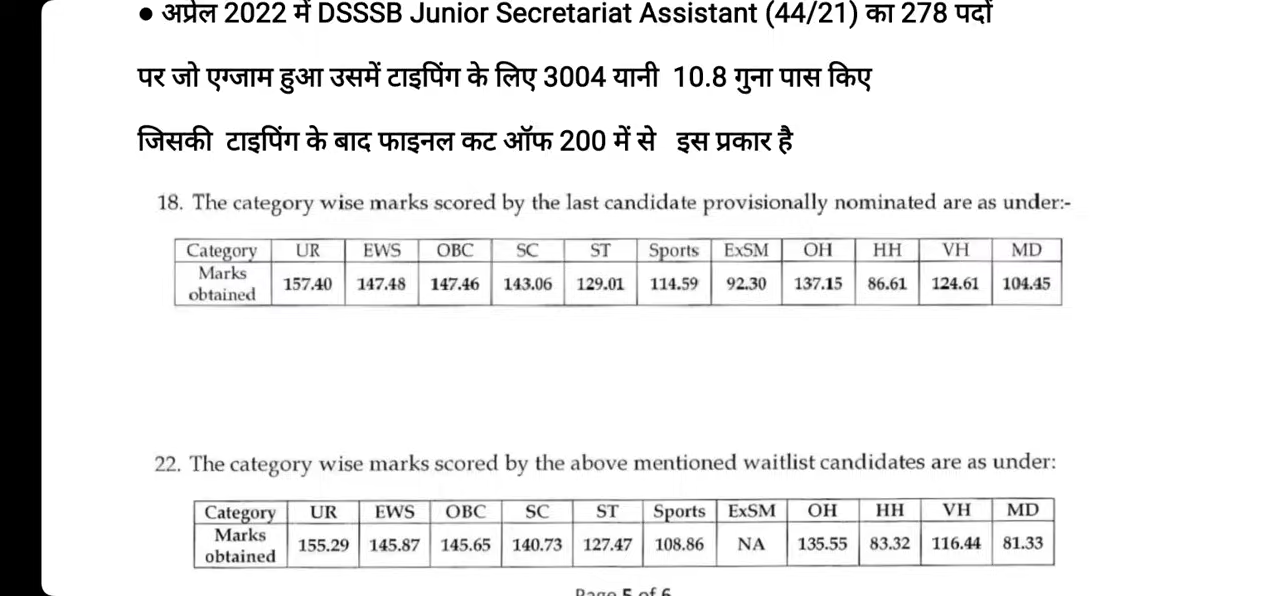 ● अप्रेल 2022 में DSSSB Junior Secretariat Assistant (44/21) का 278 पदों
पर जो एग्जाम हुआ उसमें टाइपिंग के लिए 3004 यानी 10.8 गुना पास किए
जिसकी टाइपिंग के बाद फाइनल कट ऑफ 200 में से इस प्रकार है
18. The category wise marks scored by the last candidate provisionally nominated are as under:-
Category UR EWS OBC SC ST Sports ExSM OH HH VH MD
Marks obtained 157.40 147.48 147.46 143.06 129.01 114.59 92.30 137.15 86.61 124.61 104.45
22. The category wise marks scored by the above mentioned waitlist candidates are as under:
Category UR EWS OBC SC ST Sports ExSM OH HH VH MD
Marks obtained 155.29 145.87 145.65 140.73 127.47 108.86 NA 135.55 83.32 116.44 81.33
Page 5 of 6